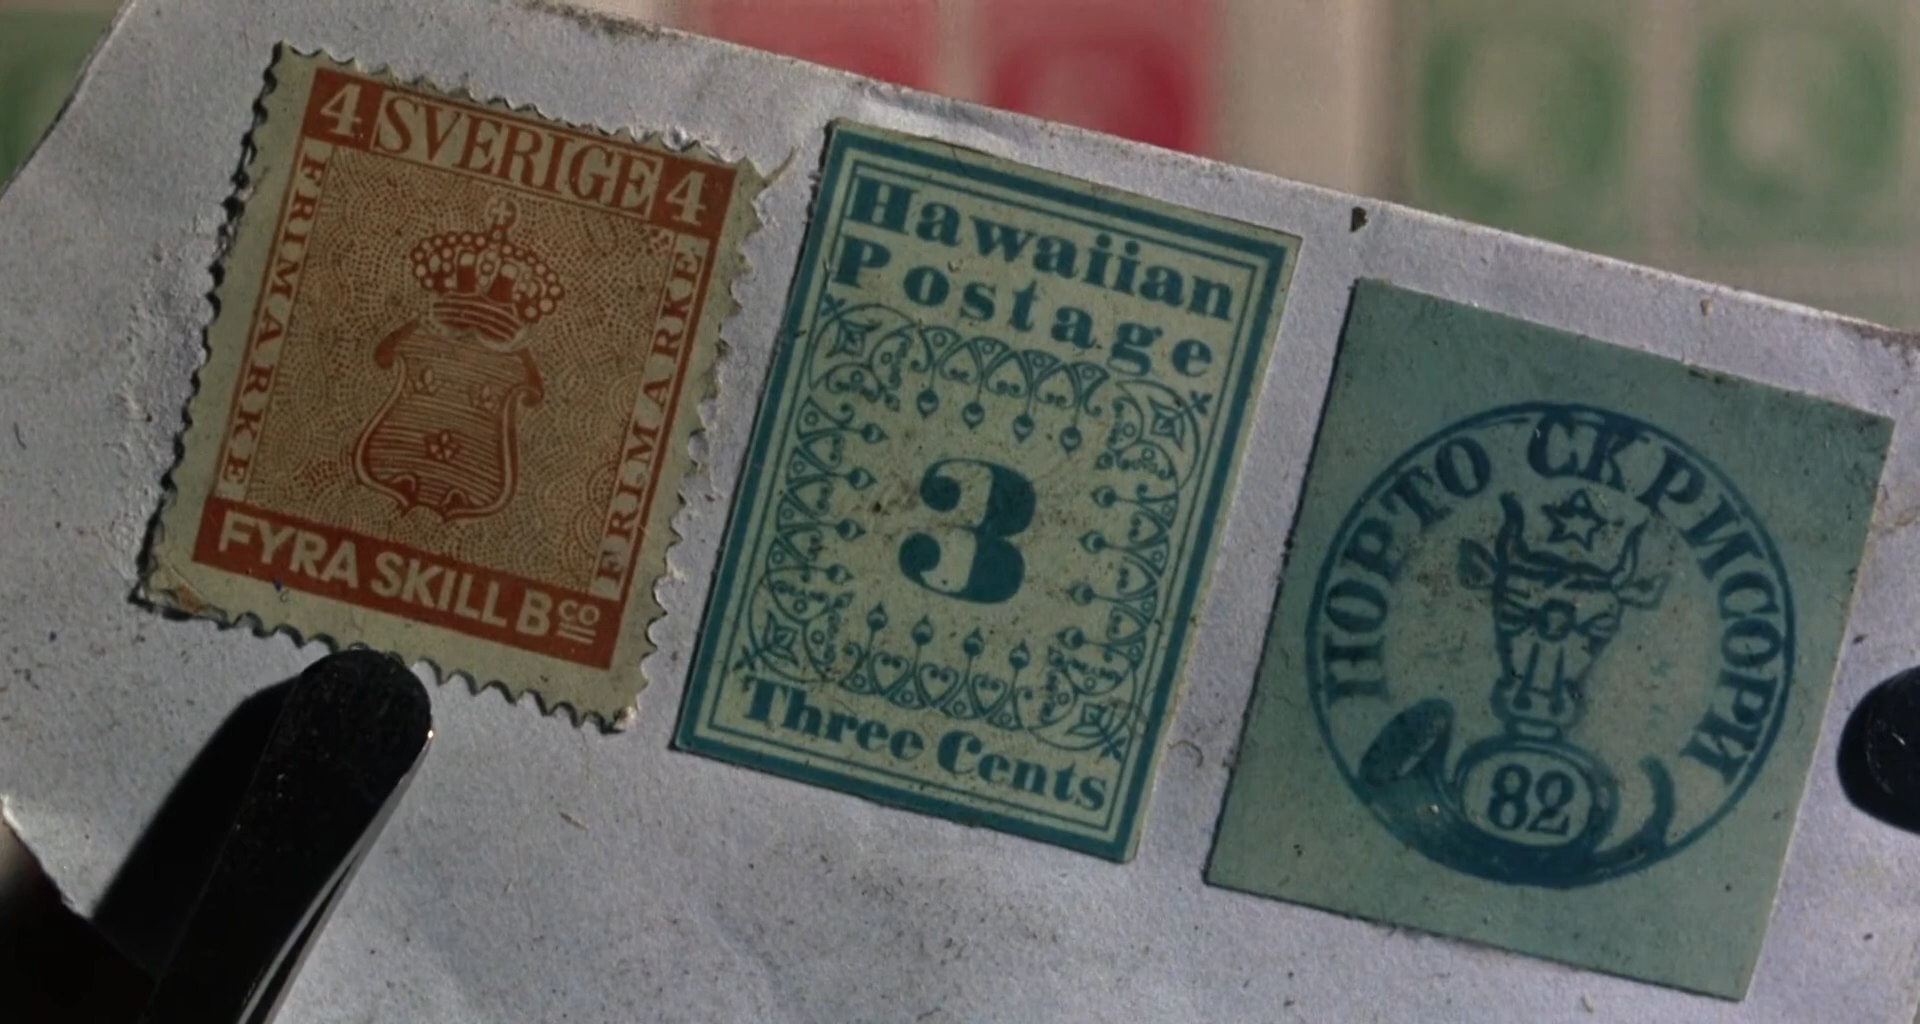 4 SVERIGE 4
FRIMARKE
FRIMARKE
FYRA SKILL Bco
Hawaiian
Postage
3
Three Cents
ПОРТО СКРИСОРИ
82